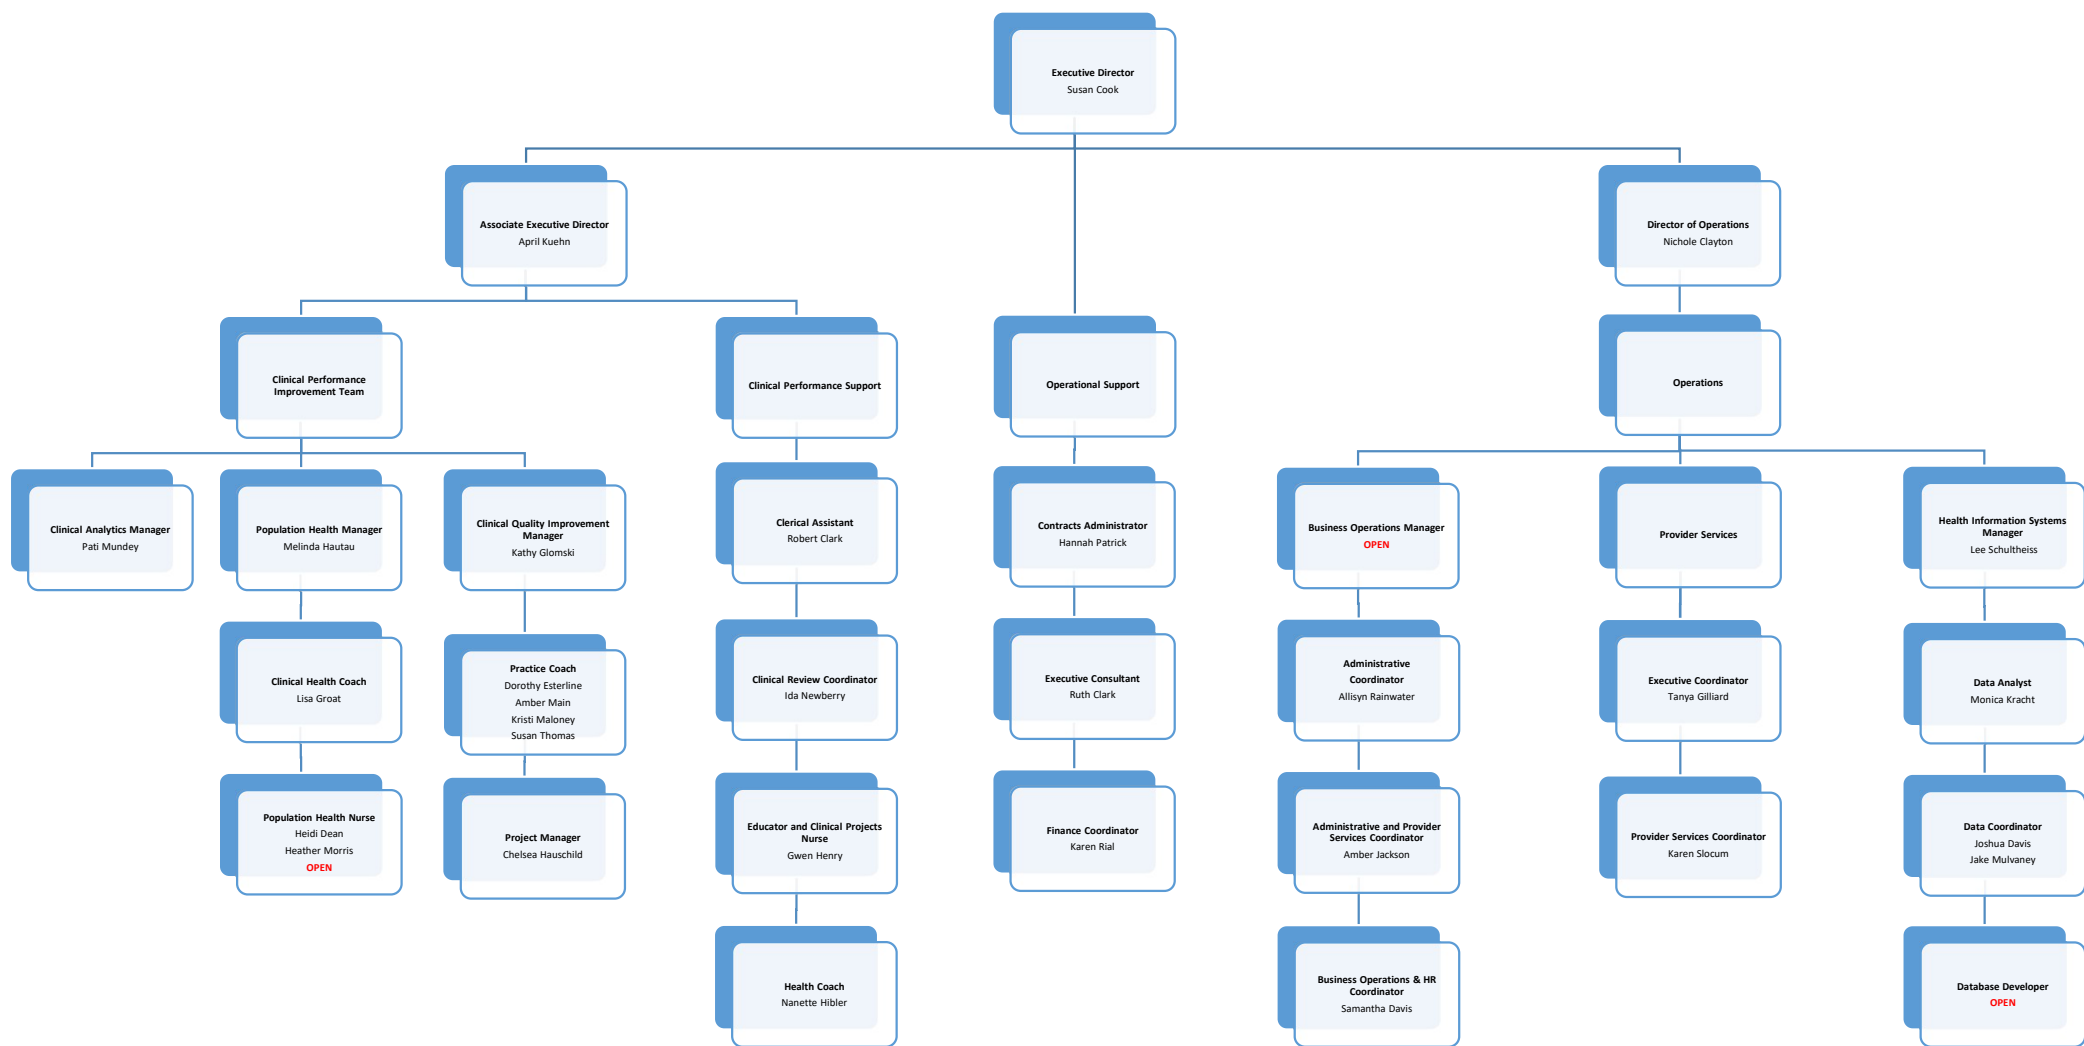 Executive Director
Susan Cook
Associate Executive Director
April Kuehn
Director of Operations
Nichole Clayton
Clinical Performance
Improvement Team
Clinical Performance Support
Operational Support
Operations
Clinical Analytics Manager
Pati Mundey
Population Health Manager
Melinda Hautau
Clinical Quality Improvement
Manager
Kathy Glomski
Clerical Assistant
Robert Clark
Contracts Administrator
Hannah Patrick
Business Operations Manager
OPEN
Provider Services
Health Information Systems
Manager
Lee Schultheiss
Clinical Health Coach
Lisa Groat
Practice Coach
Dorothy Esterline
Amber Main
Kristi Maloney
Susan Thomas
Clinical Review Coordinator
Ida Newberry
Executive Consultant
Ruth Clark
Administrative
Coordinator
Allisyn Rainwater
Executive Coordinator
Tanya Gilliard
Data Analyst
Monica Kracht
Population Health Nurse
Heidi Dean
Heather Morris
OPEN
Project Manager
Chelsea Hauschild
Educator and Clinical Projects
Nurse
Gwen Henry
Finance Coordinator
Karen Rial
Administrative and Provider
Services Coordinator
Amber Jackson
Provider Services Coordinator
Karen Slocum
Data Coordinator
Joshua Davis
Jake Mulvaney
Health Coach
Nanette Hibler
Business Operations & HR
Coordinator
Samantha Davis
Database Developer
OPEN